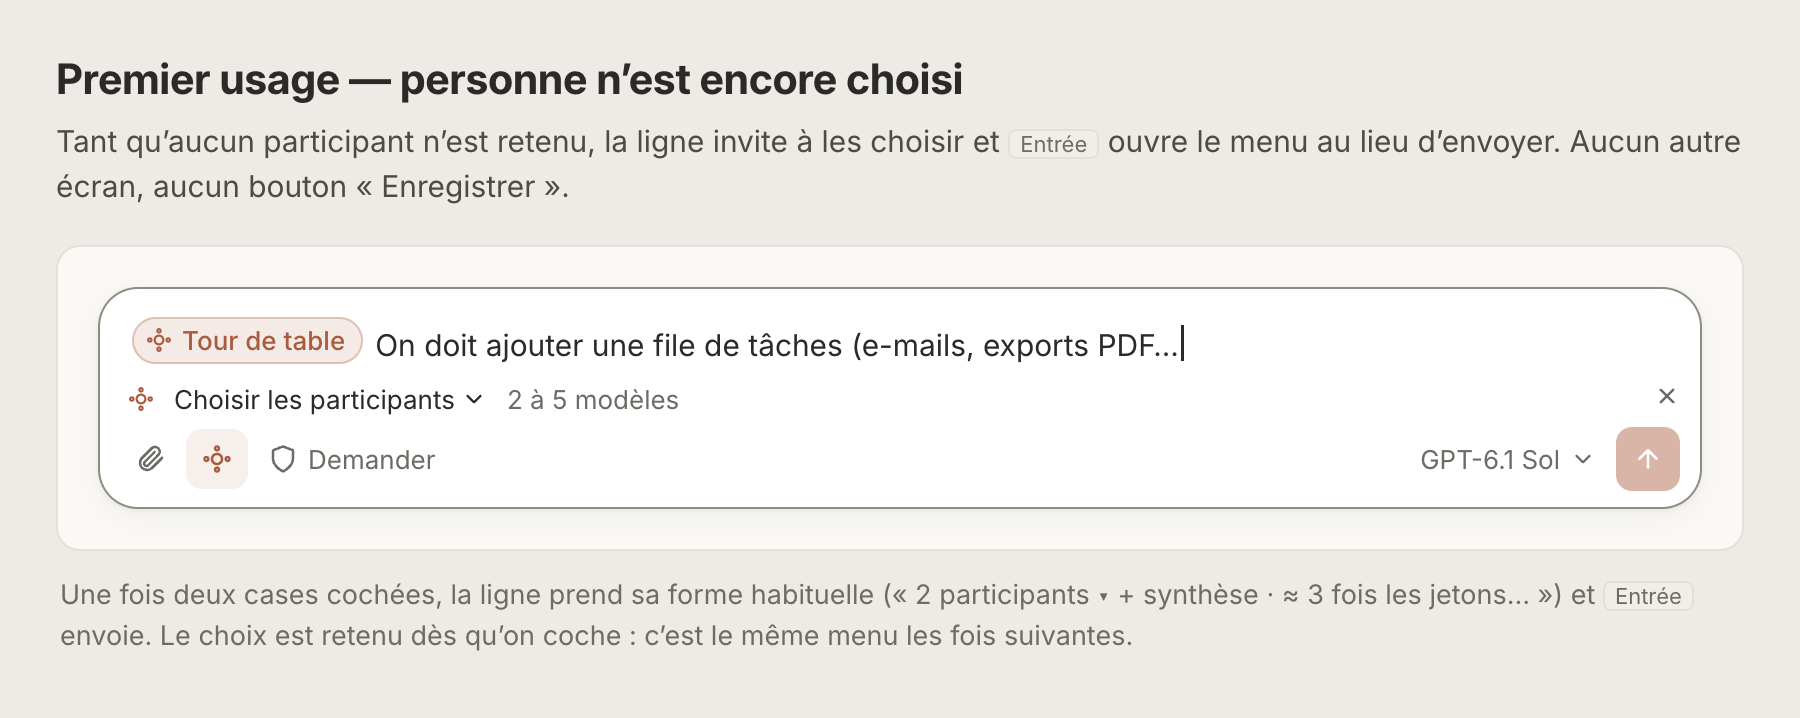 Premier usage — personne n’est encore choisi
Tant qu’aucun participant n’est retenu, la ligne invite à les choisir et Entrée ouvre le menu au lieu d’envoyer. Aucun autre
écran, aucun bouton « Enregistrer ».
Tour de table On doit ajouter une file de tâches (e-mails, exports PDF…
Choisir les participants 2 à 5 modèles
Demander GPT-6.1 Sol
Une fois deux cases cochées, la ligne prend sa forme habituelle (« 2 participants ▾ + synthèse · ≈ 3 fois les jetons… ») et Entrée
envoie. Le choix est retenu dès qu’on coche : c’est le même menu les fois suivantes.